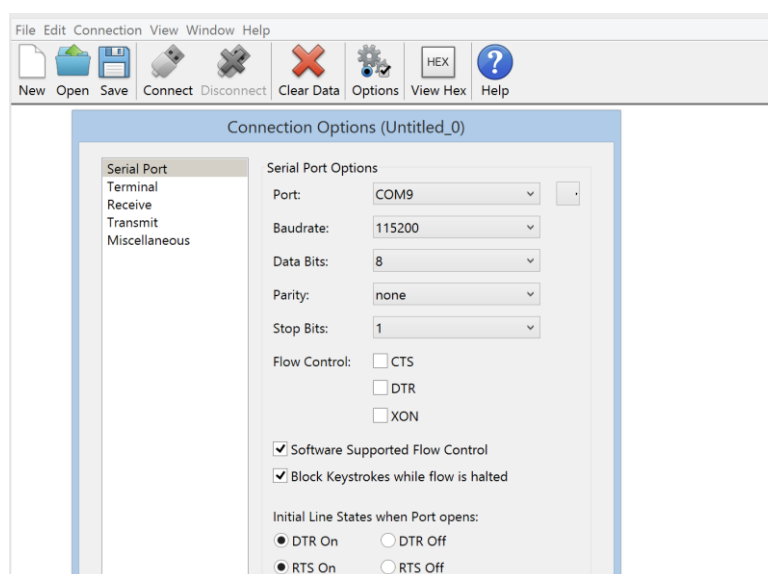 File Edit Connection View Window Help
HEX
New Open Save Connect Disconnect Clear Data Options View Hex Help
Connection Options (Untitled_0)
Serial Port
Terminal
Receive
Transmit
Miscellaneous
Serial Port Options
Port: COM9
Baudrate: 115200
Data Bits: 8
Parity: none
Stop Bits: 1
Flow Control: CTS
DTR
XON
Software Supported Flow Control
Block Keystrokes while flow is halted
Initial Line States when Port opens:
DTR On DTR Off
RTS On RTS Off